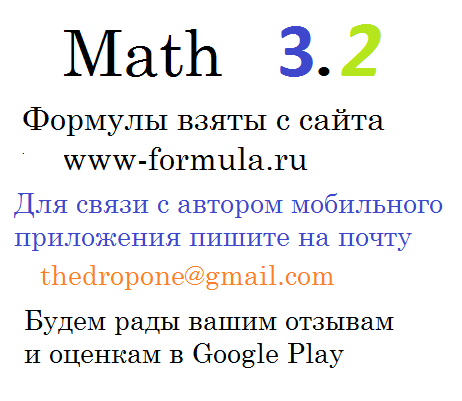 Math 3.2
Формулы взяты с сайта
www-formula.ru
Для связи с автором мобильного
приложения пишите на почту
thedropone@gmail.com
Будем рады вашим отзывам
и оценкам в Google Play